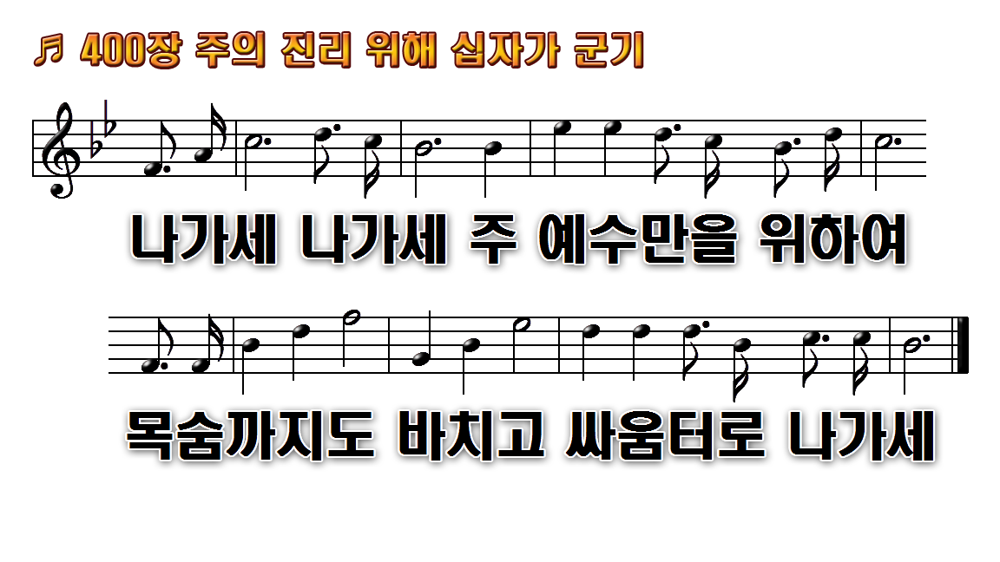 400장 주의 진리 위해 십자가 군기
나가세 나가세 주 예수만을 위하여
목숨까지도 바치고 싸움터로 나가세